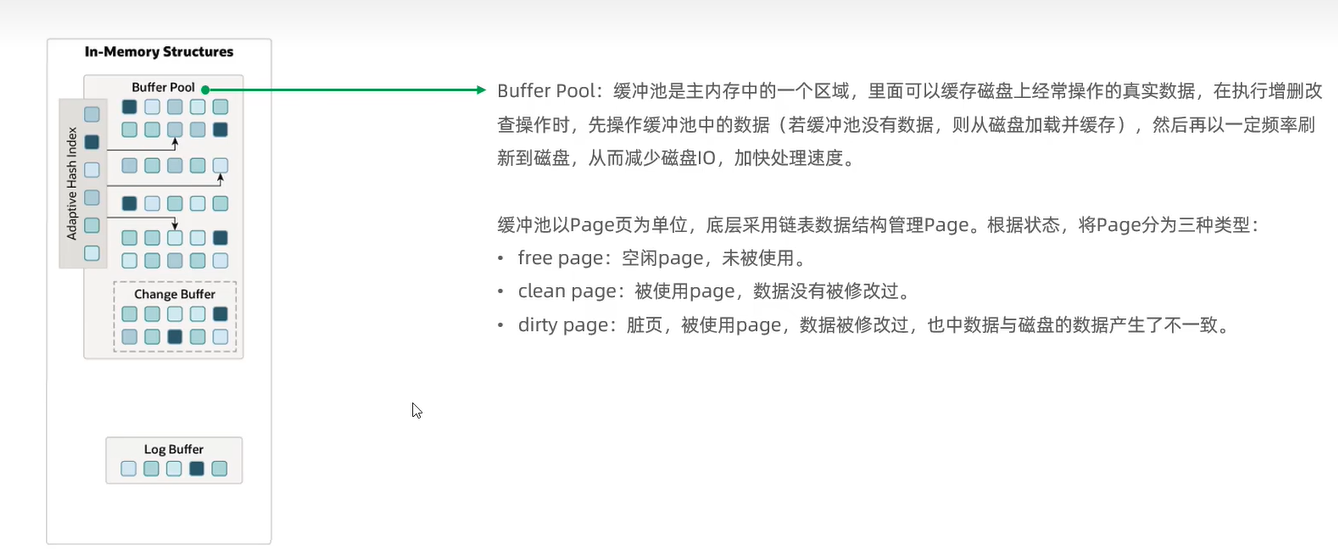 In-Memory Structures
Buffer Pool
Adaptive Hash Index
Change Buffer
Log Buffer
Buffer Pool：缓冲池是主内存中的一个区域，里面可以缓存磁盘上经常操作的真实数据，在执行增删改
查操作时，先操作缓冲池中的数据（若缓冲池没有数据，则从磁盘加载并缓存），然后再以一定频率刷
新到磁盘，从而减少磁盘IO，加快处理速度。
缓冲池以Page页为单位，底层采用链表数据结构管理Page。根据状态，将Page分为三种类型：
• free page：空闲page，未被使用。
• clean page：被使用page，数据没有被修改过。
• dirty page：脏页，被使用page，数据被修改过，也中数据与磁盘的数据产生了不一致。